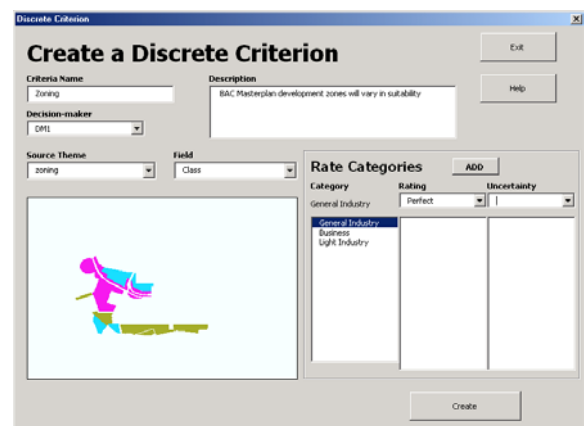 Discrete Criterion
Create a Discrete Criterion
Exit
Help
Criteria Name
Zoning
Description
BAC Masterplan development zones will vary in suitability
Decision-maker
DM1
Source Theme
zoning
Field
Class
Rate Categories
ADD
Category
Rating
Uncertainty
General Industry
Perfect
General Industry
Business
Light Industry
Create